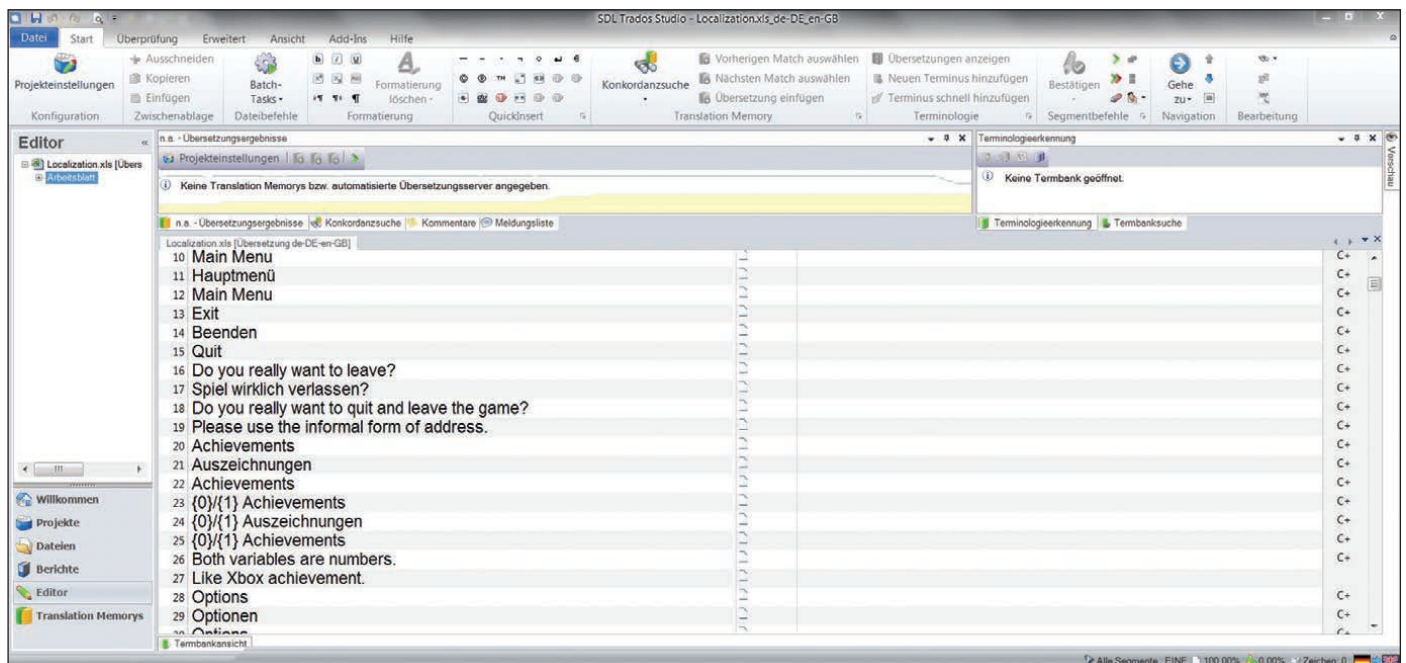 SDL Trados Studio - Localization.xls_de-DE_en-GB
Datei Start Überprüfung Erweitert Ansicht Add-Ins Hilfe
Projekteinstellungen
Konfiguration
Ausschneiden
Kopieren
Einfügen
Zwischenablage
Batch-
Tasks
Dateibefehle
Formatierung
löschen
Formatierung
QuickInsert
Konkordanzsuche
Vorherigen Match auswählen
Nächsten Match auswählen
Übersetzung einfügen
Translation Memory
Übersetzungen anzeigen
Neuen Terminus hinzufügen
Terminus schnell hinzufügen
Terminologie
Bestätigen
Segmentbefehle
Gehe
zu
Navigation
Bearbeitung
Editor
Localization.xls [Übers
Arbeitsblatt
n.a. - Übersetzungsergebnisse
Projekteinstellungen
Keine Translation Memorys bzw. automatisierte Übersetzungsserver angegeben.
n.a. - Übersetzungsergebnisse Konkordanzsuche Kommentare Meldungsliste
Terminologieerkennung
Keine Termbank geöffnet.
Terminologieerkennung Termbanksuche
Vorschau
Localization.xls [Übersetzung de-DE-en-GB]
10 Main Menu C+
11 Hauptmenü C+
12 Main Menu C+
13 Exit C+
14 Beenden C+
15 Quit C+
16 Do you really want to leave? C+
17 Spiel wirklich verlassen? C+
18 Do you really want to quit and leave the game? C+
19 Please use the informal form of address. C+
20 Achievements C+
21 Auszeichnungen C+
22 Achievements C+
23 {0}/{1} Achievements C+
24 {0}/{1} Auszeichnungen C+
25 {0}/{1} Achievements C+
26 Both variables are numbers. C+
27 Like Xbox achievement.
28 Options C+
29 Optionen C+
30 Options C+
Termbankansicht
Willkommen
Projekte
Dateien
Berichte
Editor
Translation Memorys
Alle Segmente EINF 100,00% 0,00% Zeichen: 0